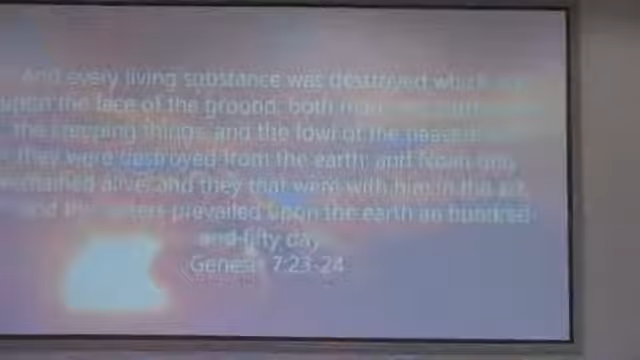 And every living substance was destroyed which
upon the face of the ground, both
the creeping things, and the fowl of the
they were destroyed from the earth: and Noah only
remained alive, and they that were with him in the ark.
and the waters prevailed upon the earth an hundred
and fifty day
Genesis 7:23-24